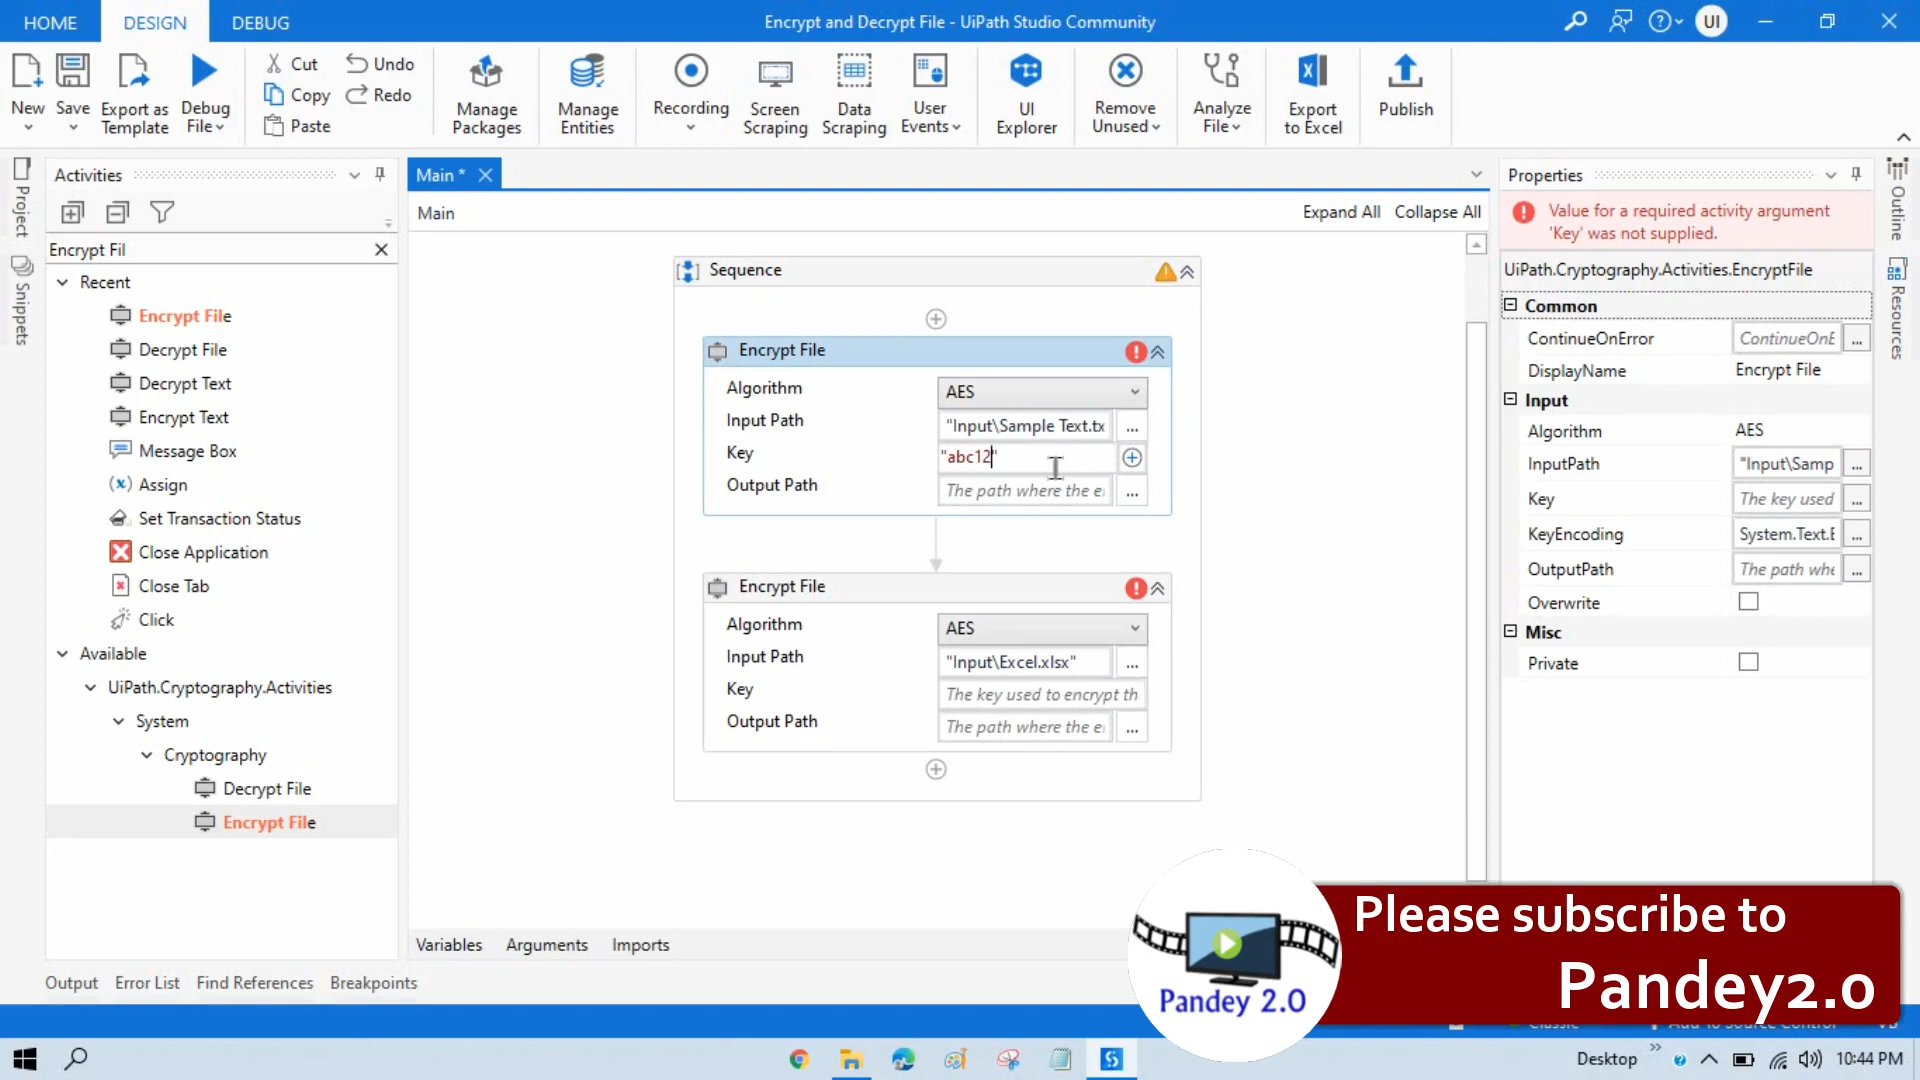 HOME
DESIGN
DEBUG
Encrypt and Decrypt File - UiPath Studio Community
UI
New
Save
Export as
Template
Debug
File
Cut
Copy
Paste
Undo
Redo
Manage
Packages
Manage
Entities
Recording
Screen
Scraping
Data
Scraping
User
Events
UI
Explorer
Remove
Unused
Analyze
File
Export
to Excel
Publish
Project
Snippets
Activities
Encrypt Fil
Recent
Encrypt File
Decrypt File
Decrypt Text
Encrypt Text
Message Box
Assign
Set Transaction Status
Close Application
Close Tab
Click
Available
UiPath.Cryptography.Activities
System
Cryptography
Decrypt File
Encrypt File
Main *
Main
Expand All
Collapse All
Sequence
Encrypt File
Algorithm
AES
Input Path
"Input\Sample Text.tx
...
Key
"abc12"
Output Path
The path where the e
...
Encrypt File
Algorithm
AES
Input Path
"Input\Excel.xlsx"
...
Key
The key used to encrypt th
Output Path
The path where the e
...
Variables
Arguments
Imports
Output
Error List
Find References
Breakpoints
Properties
Value for a required activity argument
'Key' was not supplied.
UiPath.Cryptography.Activities.EncryptFile
Common
ContinueOnError
ContinueOnE
...
DisplayName
Encrypt File
Input
Algorithm
AES
InputPath
"Input\Samp
...
Key
The key used
...
KeyEncoding
System.Text.E
...
OutputPath
The path whe
...
Overwrite
Misc
Private
Outline
Resources
Pandey 2.0
Please subscribe to
Pandey2.0
Desktop
10:44 PM